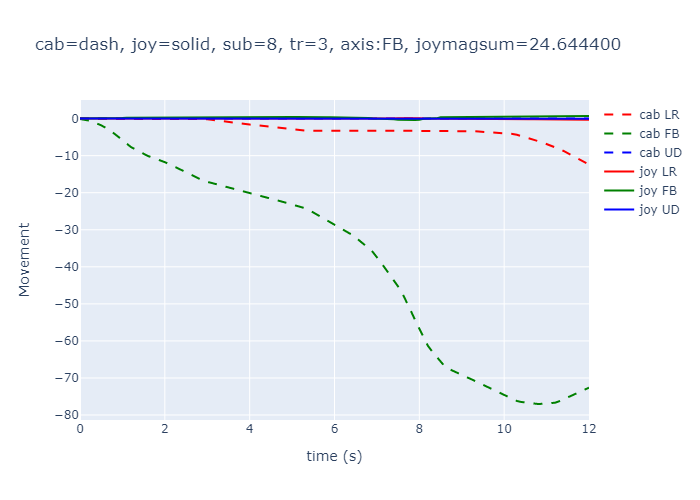 cab=dash, joy=solid, sub=8, tr=3, axis:FB, joymagsum=24.644400
cab LR
cab FB
cab UD
joy LR
joy FB
joy UD
0
−10
−20
−30
−40
−50
−60
−70
−80
Movement
0 2 4 6 8 10 12
time (s)